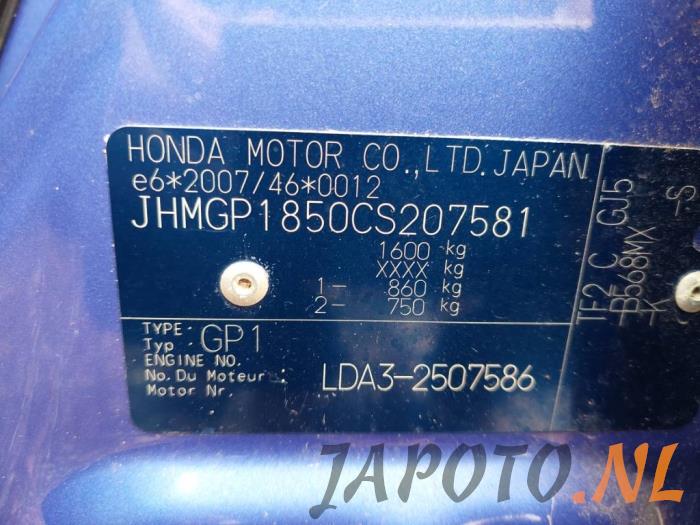 HONDA MOTOR CO.,LTD.JAPAN
e6*2007/46*0012
JHMGP1850CS207581
1600 kg
XXXX kg
1- 860 kg
2- 750 kg
TYPE:
Typ : GP1
ENGINE NO.
No. Du Moteur:
Motor Nr.
LDA3-2507586
TF2-C GJ5
B568MX -S
JAPOTO.NL